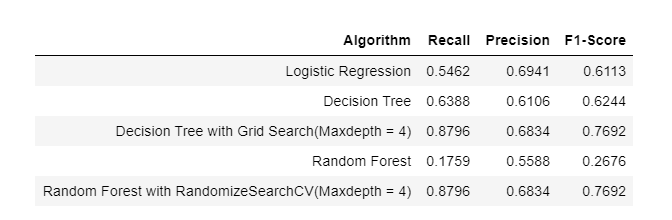 Algorithm Recall Precision F1-Score
Logistic Regression 0.5462 0.6941 0.6113
Decision Tree 0.6388 0.6106 0.6244
Decision Tree with Grid Search(Maxdepth = 4) 0.8796 0.6834 0.7692
Random Forest 0.1759 0.5588 0.2676
Random Forest with RandomizeSearchCV(Maxdepth = 4) 0.8796 0.6834 0.7692